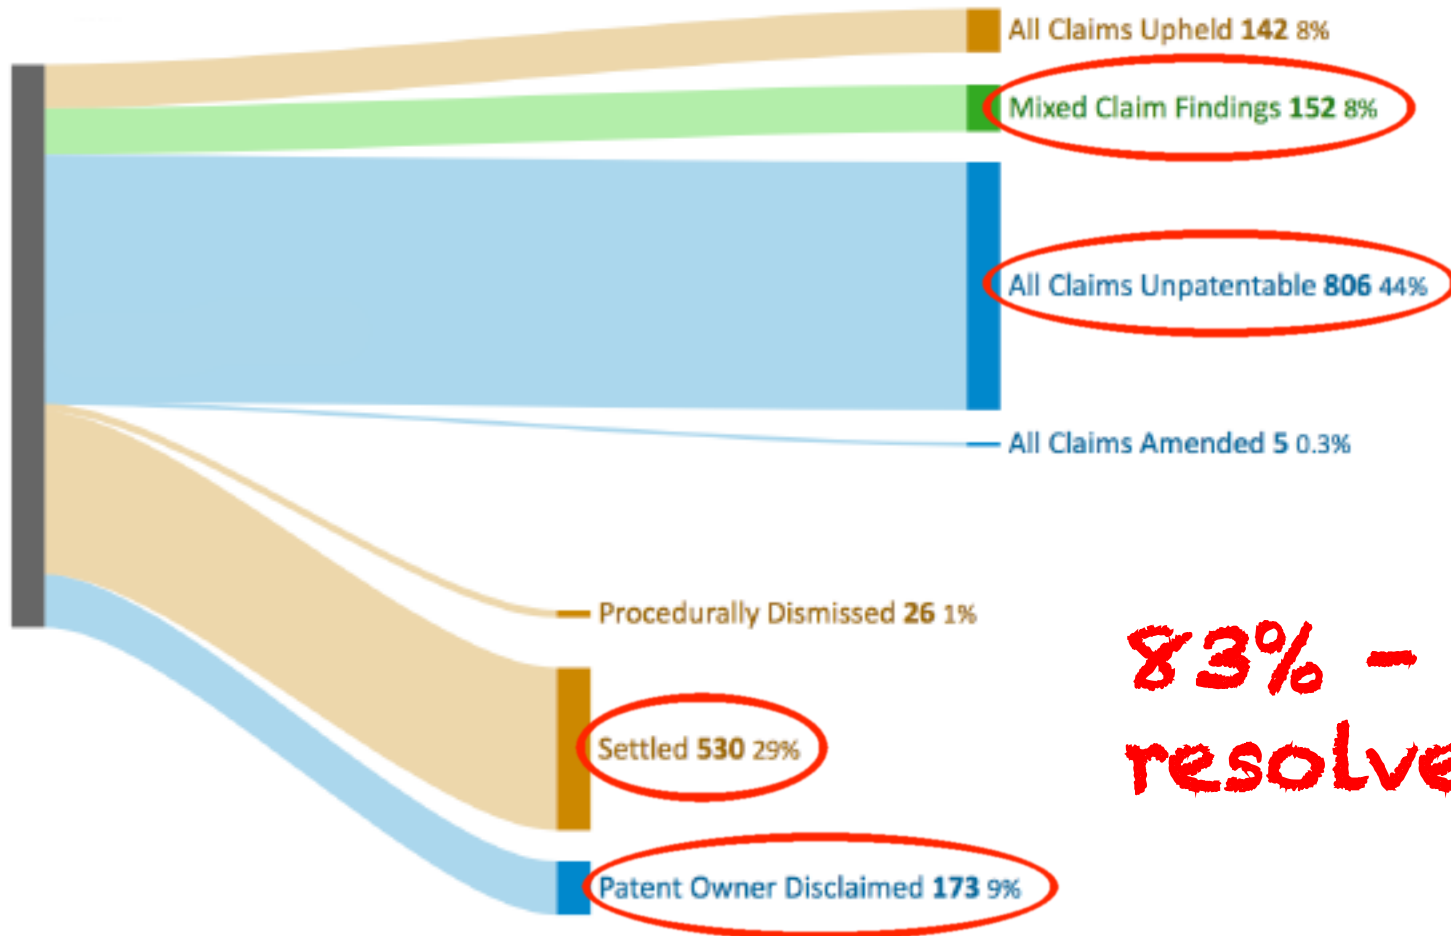 All Claims Upheld 142 8%
Mixed Claim Findings 152 8%
All Claims Unpatentable 806 44%
All Claims Amended 5 0.3%
Procedurally Dismissed 26 1%
Settled 530 29%
Patent Owner Disclaimed 173 9%
83% -
resolve